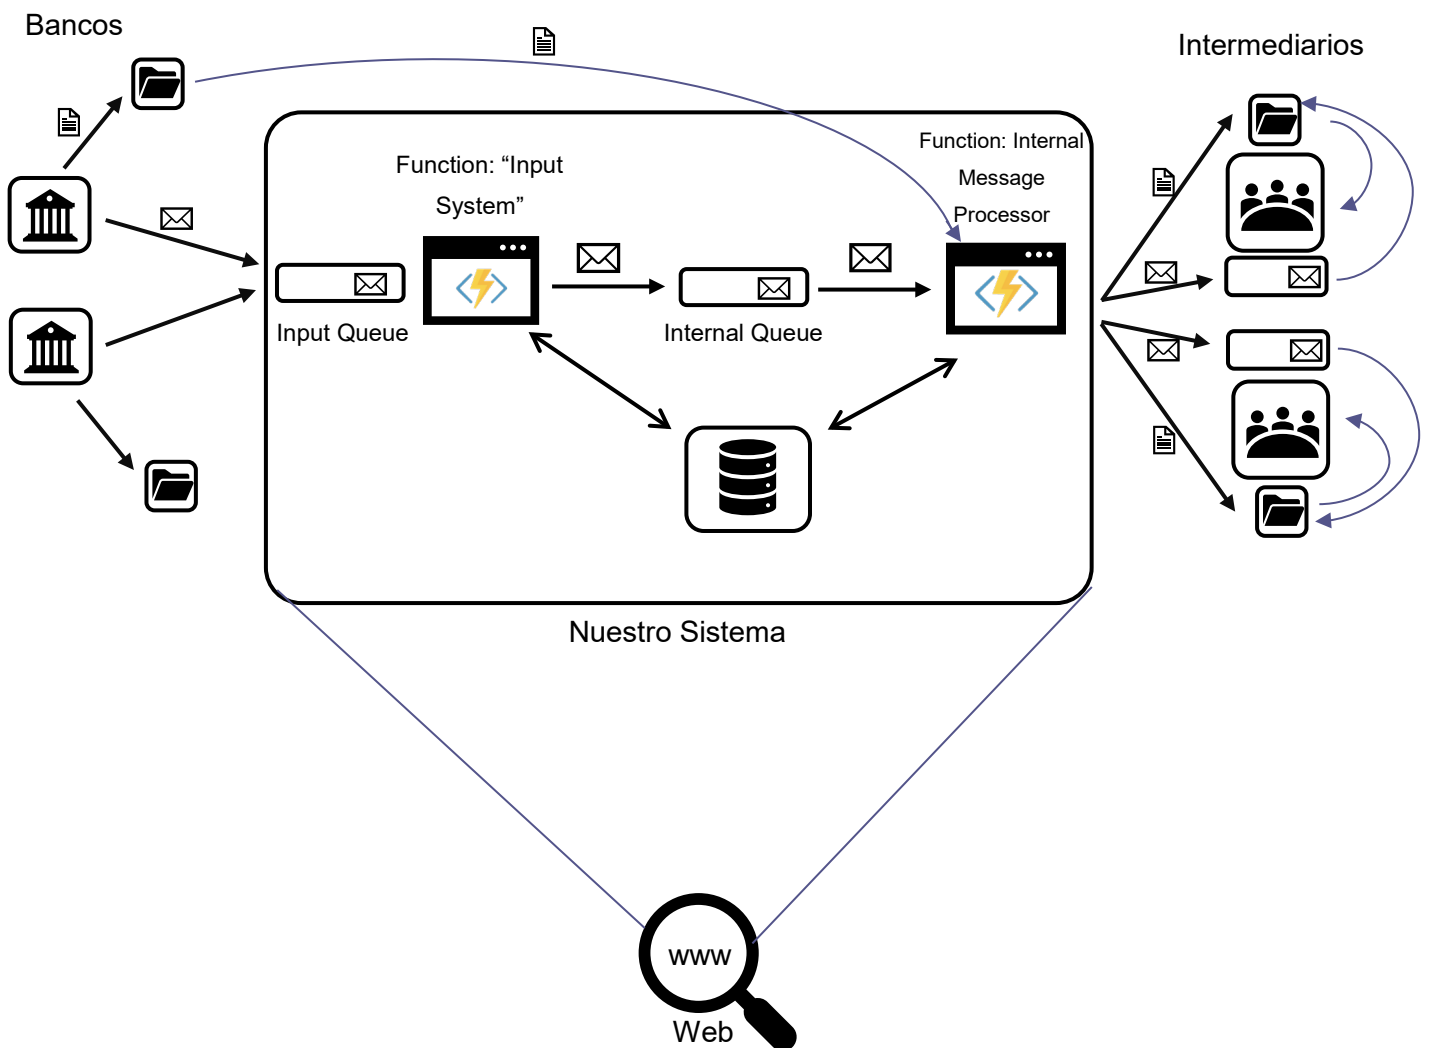 Bancos
Intermediarios
Function: “Input
System”
Function: Internal
Message
Processor
Input Queue
Internal Queue
Nuestro Sistema
www
Web